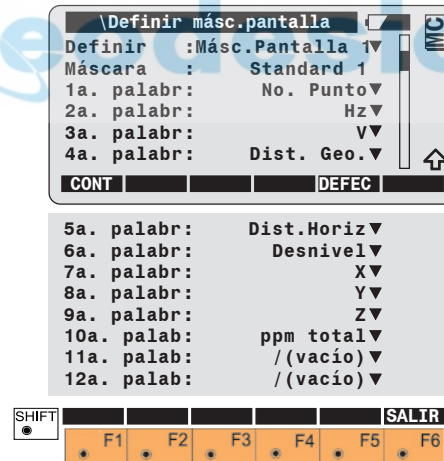 \Definir másc.pantalla
MC
Definir :Másc.Pantalla 1▼
Máscara : Standard 1
1a. palabr: No. Punto▼
2a. palabr: Hz▼
3a. palabr: V▼
4a. palabr: Dist. Geo.▼
CONT DEFEC
5a. palabr: Dist.Horiz▼
6a. palabr: Desnivel▼
7a. palabr: X▼
8a. palabr: Y▼
9a. palabr: Z▼
10a. palab: ppm total▼
11a. palab: /(vacío)▼
12a. palab: /(vacío)▼
SHIFT SALIR
F1 F2 F3 F4 F5 F6